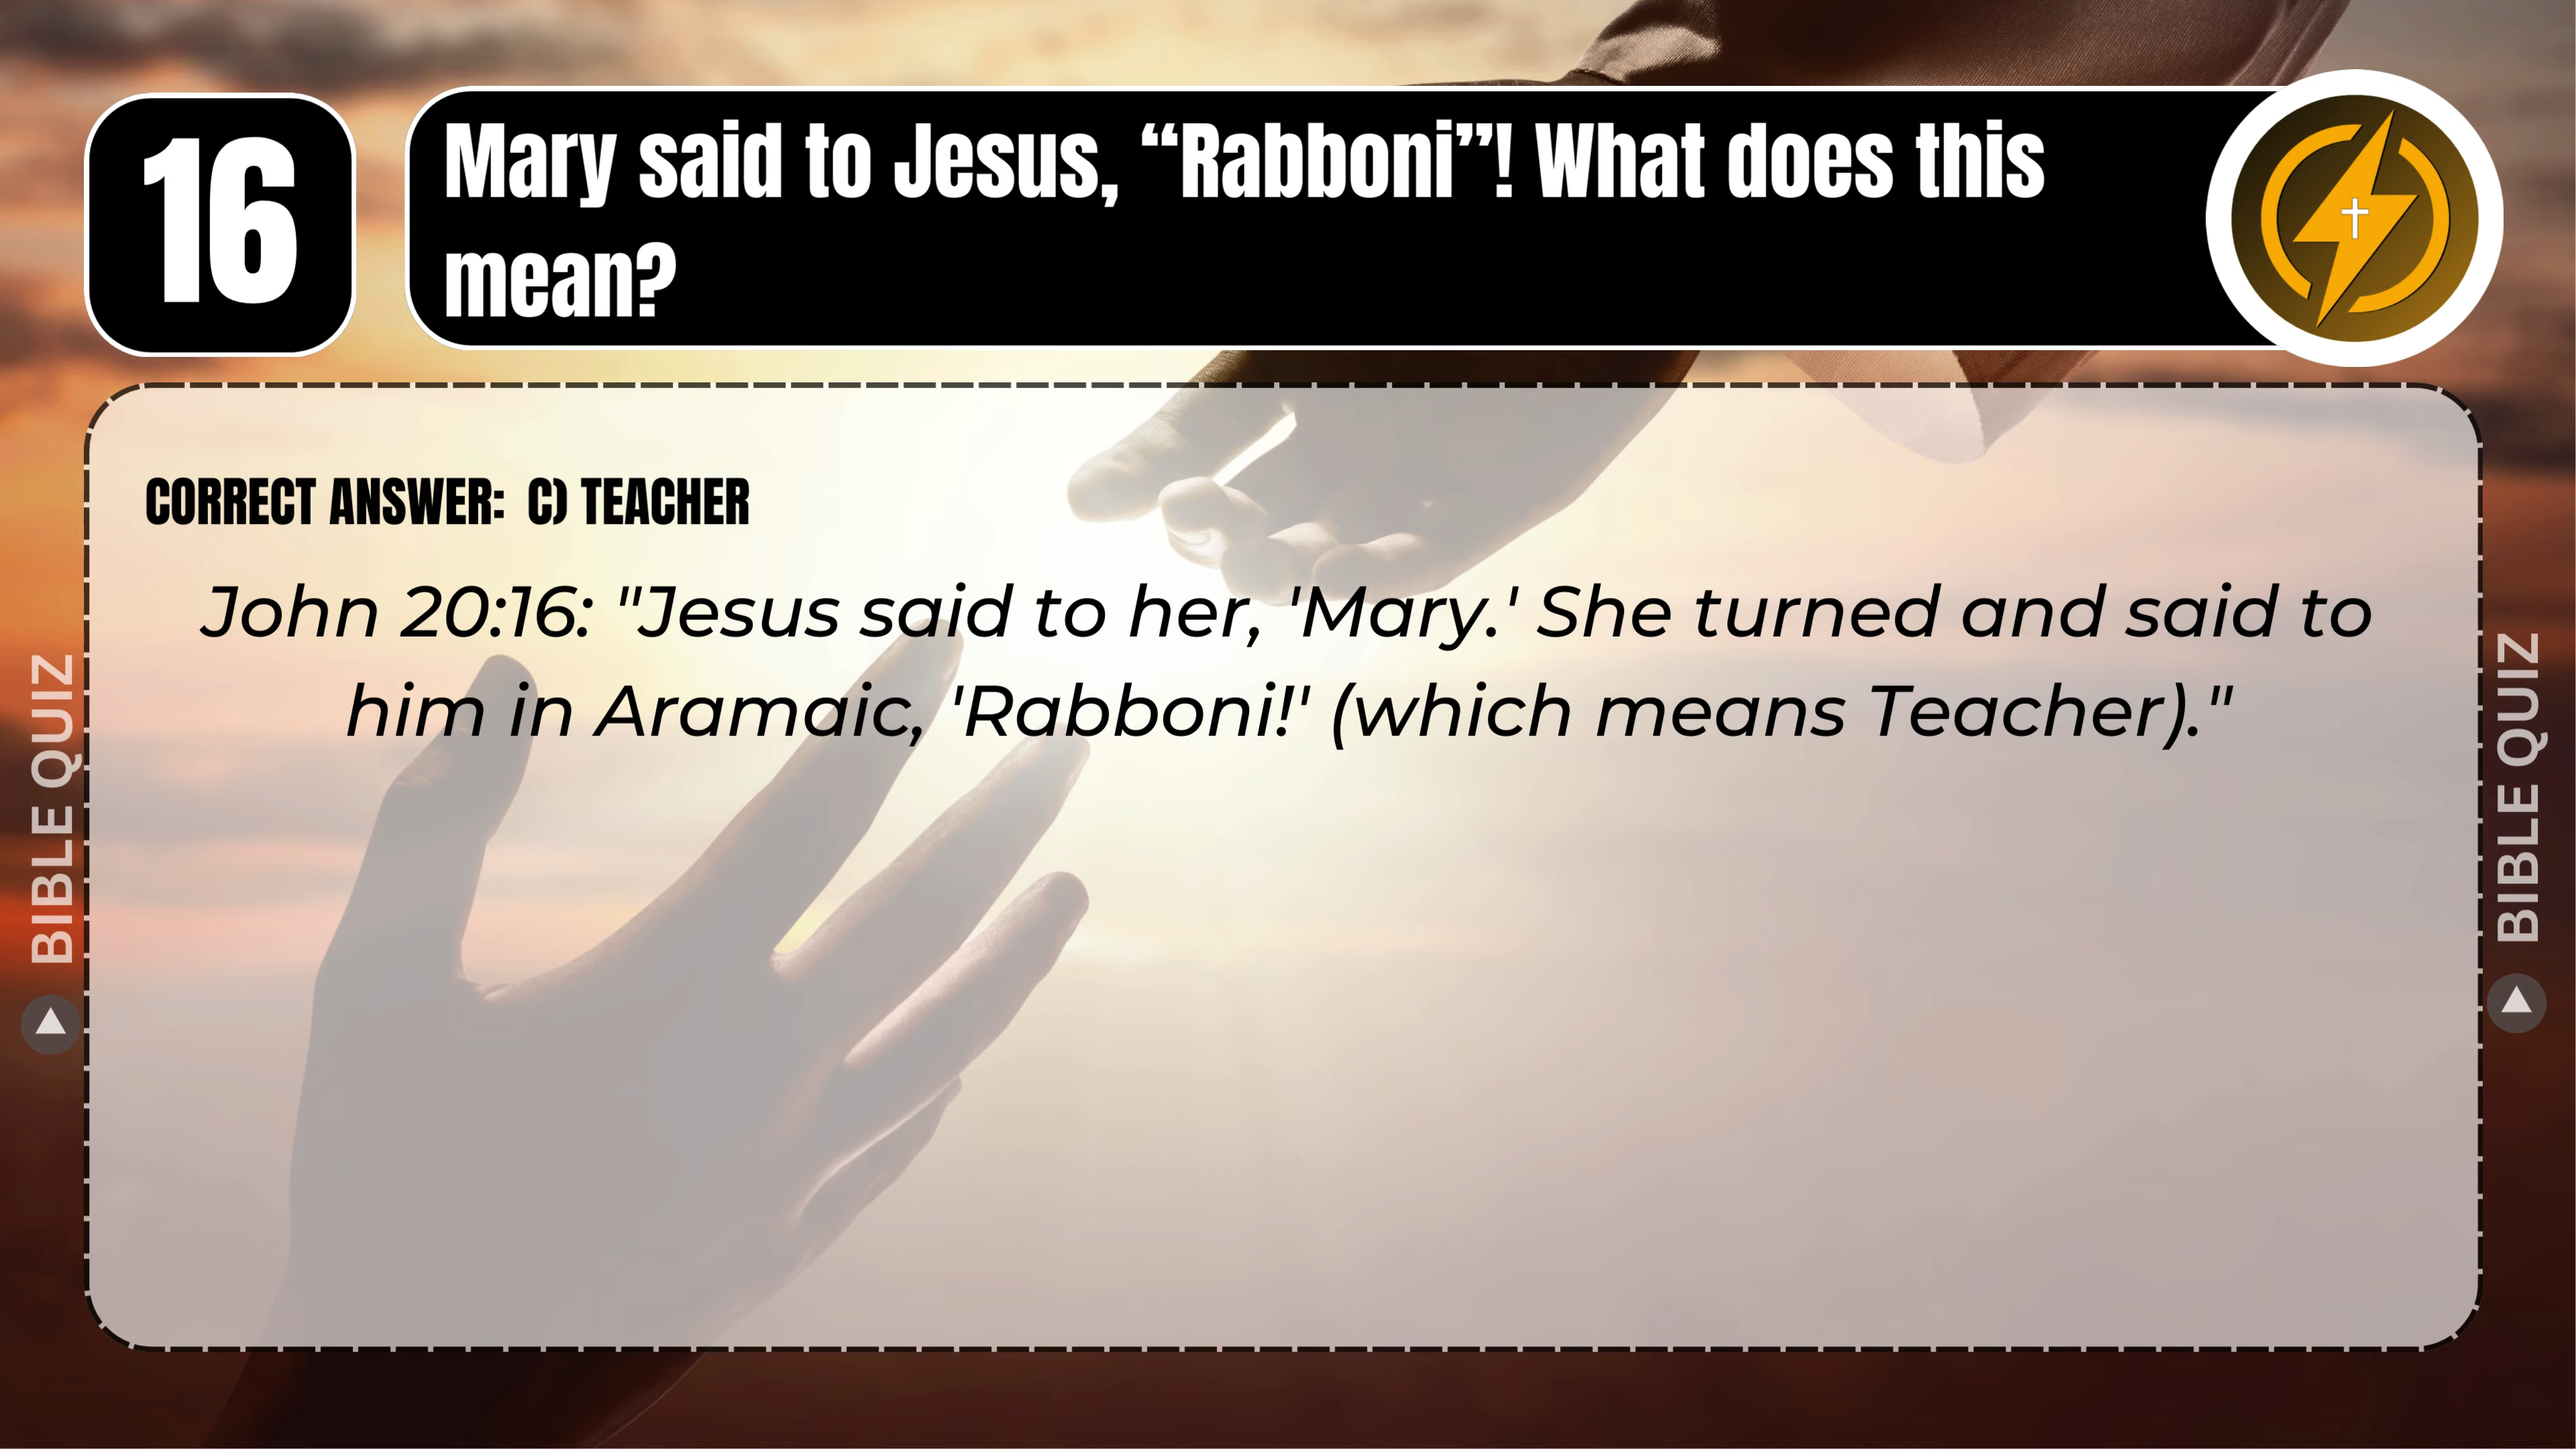 16
Mary said to Jesus, “Rabboni”! What does this
mean?
CORRECT ANSWER: C) TEACHER
John 20:16: "Jesus said to her, 'Mary.' She turned and said to
him in Aramaic, 'Rabboni!' (which means Teacher)."
BIBLE QUIZ
BIBLE QUIZ